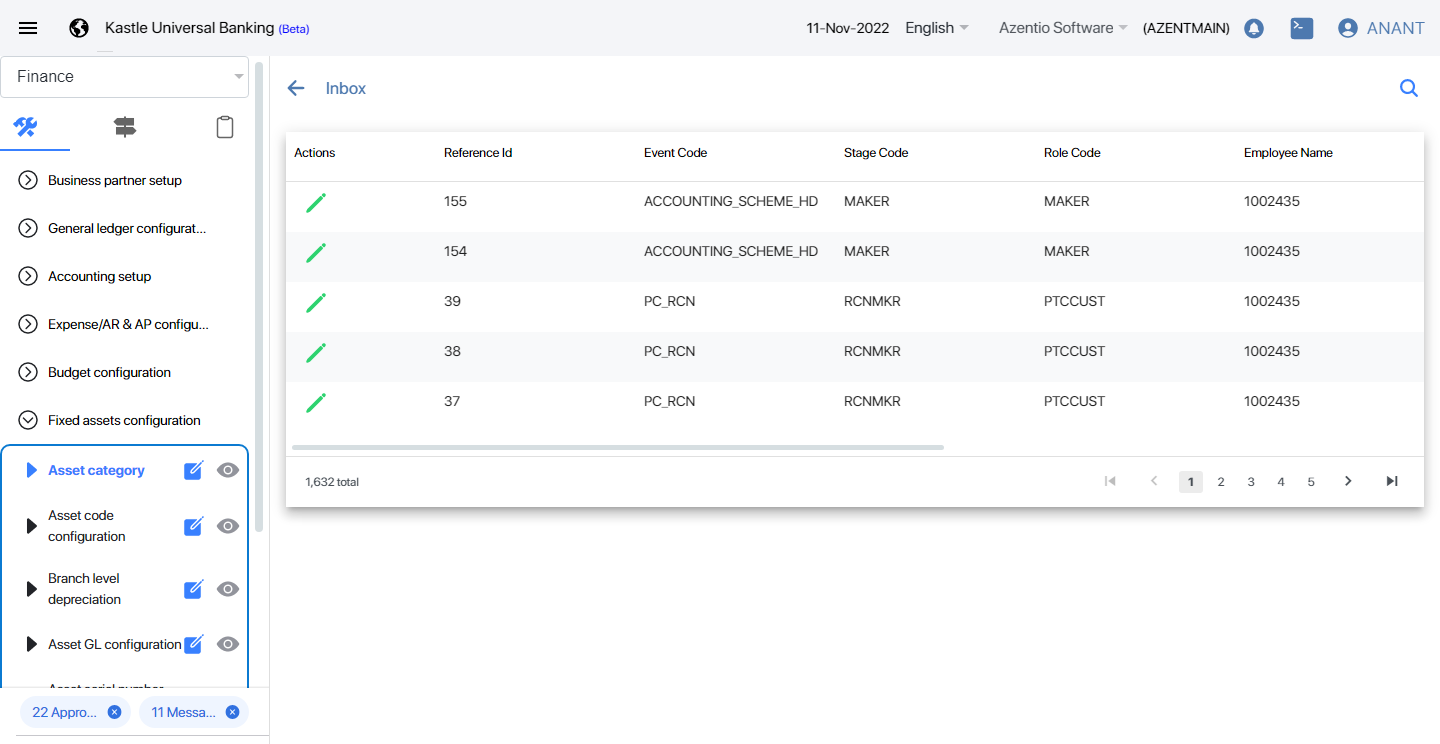 Kastle Universal Banking (Beta)
11-Nov-2022 English Azentio Software (AZENTMAIN) ANANT
Finance
Business partner setup
General ledger configurat...
Accounting setup
Expense/AR & AP configu...
Budget configuration
Fixed assets configuration
Asset category
Asset code
configuration
Branch level
depreciation
Asset GL configuration
Asset serial number
22 Appro...
11 Messa...
Inbox
Actions Reference Id Event Code Stage Code Role Code Employee Name
155 ACCOUNTING_SCHEME_HD MAKER MAKER 1002435
154 ACCOUNTING_SCHEME_HD MAKER MAKER 1002435
39 PC_RCN RCNMKR PTCCUST 1002435
38 PC_RCN RCNMKR PTCCUST 1002435
37 PC_RCN RCNMKR PTCCUST 1002435
1,632 total 1 2 3 4 5